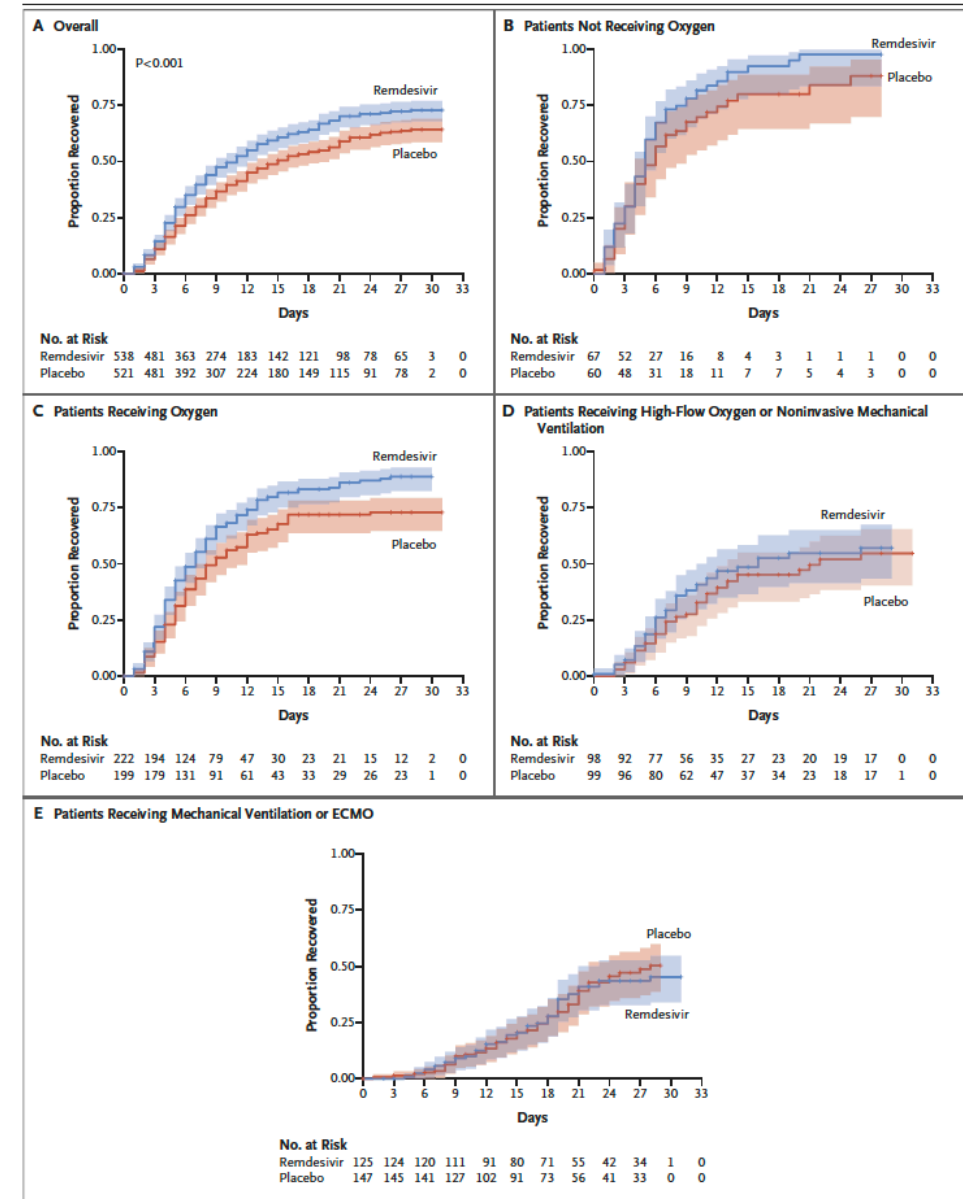 A Overall
P<0.001
Proportion Recovered
1.00
0.75
0.50
0.25
0.00
Remdesivir
Placebo
0 3 6 9 12 15 18 21 24 27 30 33
Days
No. at Risk
Remdesivir 538 481 363 274 183 142 121 98 78 65 3 0
Placebo 521 481 392 307 224 180 149 115 91 78 2 0
B Patients Not Receiving Oxygen
Proportion Recovered
1.00
0.75
0.50
0.25
0.00
Remdesivir
Placebo
0 3 6 9 12 15 18 21 24 27 30 33
Days
No. at Risk
Remdesivir 67 52 27 16 8 4 3 1 1 1 0 0
Placebo 60 48 31 18 11 7 7 5 4 3 0 0
C Patients Receiving Oxygen
Proportion Recovered
1.00
0.75
0.50
0.25
0.00
Remdesivir
Placebo
0 3 6 9 12 15 18 21 24 27 30 33
Days
No. at Risk
Remdesivir 222 194 124 79 47 30 23 21 15 12 2 0
Placebo 199 179 131 91 61 43 33 29 26 23 1 0
D Patients Receiving High-Flow Oxygen or Noninvasive Mechanical
Ventilation
Proportion Recovered
1.00
0.75
0.50
0.25
0.00
Remdesivir
Placebo
0 3 6 9 12 15 18 21 24 27 30 33
Days
No. at Risk
Remdesivir 98 92 77 56 35 27 23 20 19 17 0 0
Placebo 99 96 80 62 47 37 34 23 18 17 1 0
E Patients Receiving Mechanical Ventilation or ECMO
Proportion Recovered
1.00
0.75
0.50
0.25
0.00
Placebo
Remdesivir
0 3 6 9 12 15 18 21 24 27 30 33
Days
No. at Risk
Remdesivir 125 124 120 111 91 80 71 55 42 34 1 0
Placebo 147 145 141 127 102 91 73 56 41 33 0 0